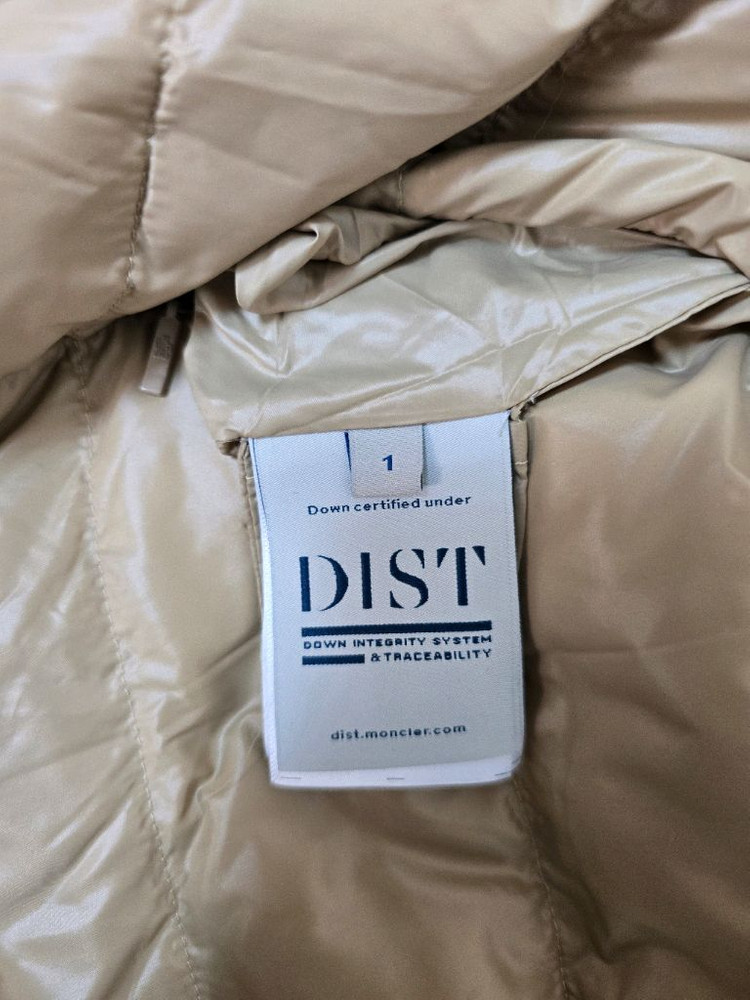 1
Down certified under
DIST
DOWN INTEGRITY SYSTEM
& TRACEABILITY
dist.moncler.com